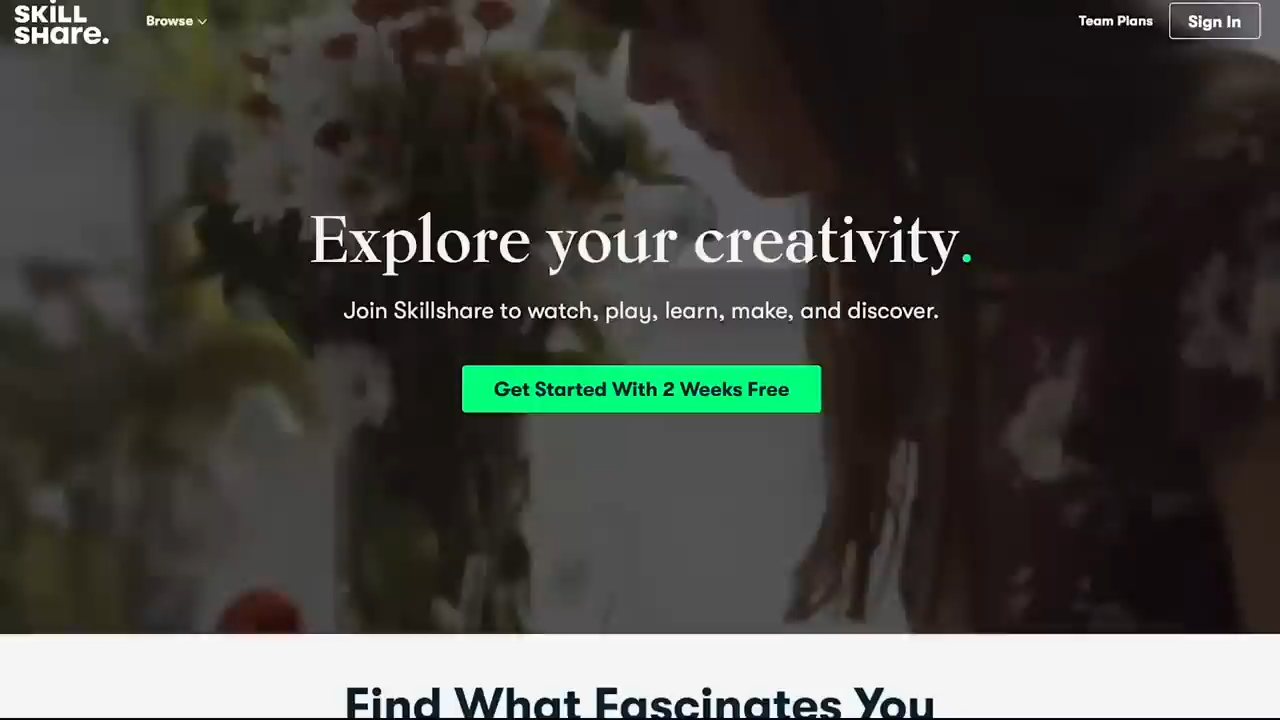 SKiLL
SHare.
Browse
Team Plans
Sign In
Explore your creativity.
Join Skillshare to watch, play, learn, make, and discover.
Get Started With 2 Weeks Free
Find What Fascinates You